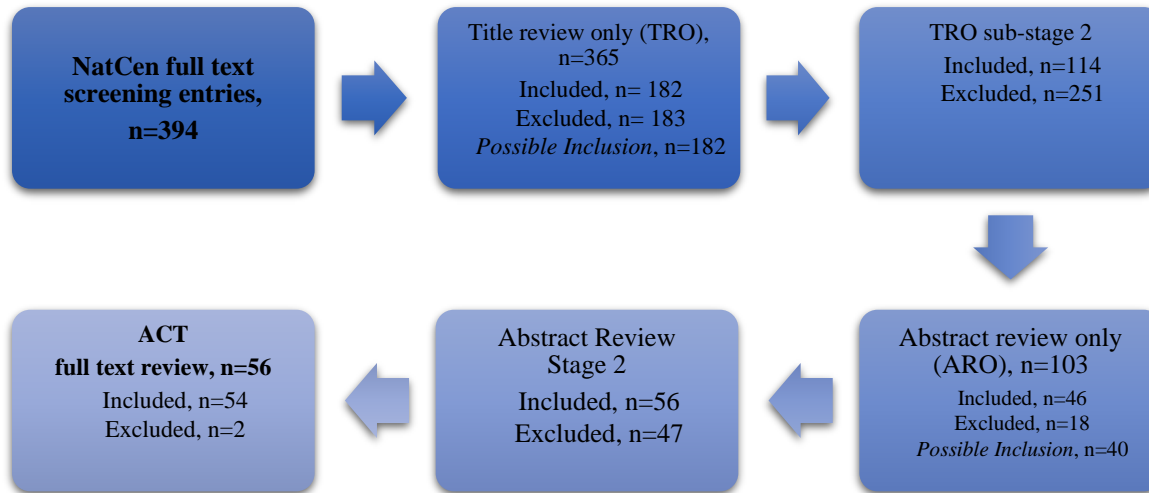 NatCen full text
screening entries,
n=394
Title review only (TRO),
n=365
Included, n= 182
Excluded, n= 183
Possible Inclusion, n=182
TRO sub-stage 2
Included, n=114
Excluded, n=251
Abstract review only
(ARO), n=103
Included, n=46
Excluded, n=18
Possible Inclusion, n=40
Abstract Review
Stage 2
Included, n=56
Excluded, n=47
ACT
full text review, n=56
Included, n=54
Excluded, n=2